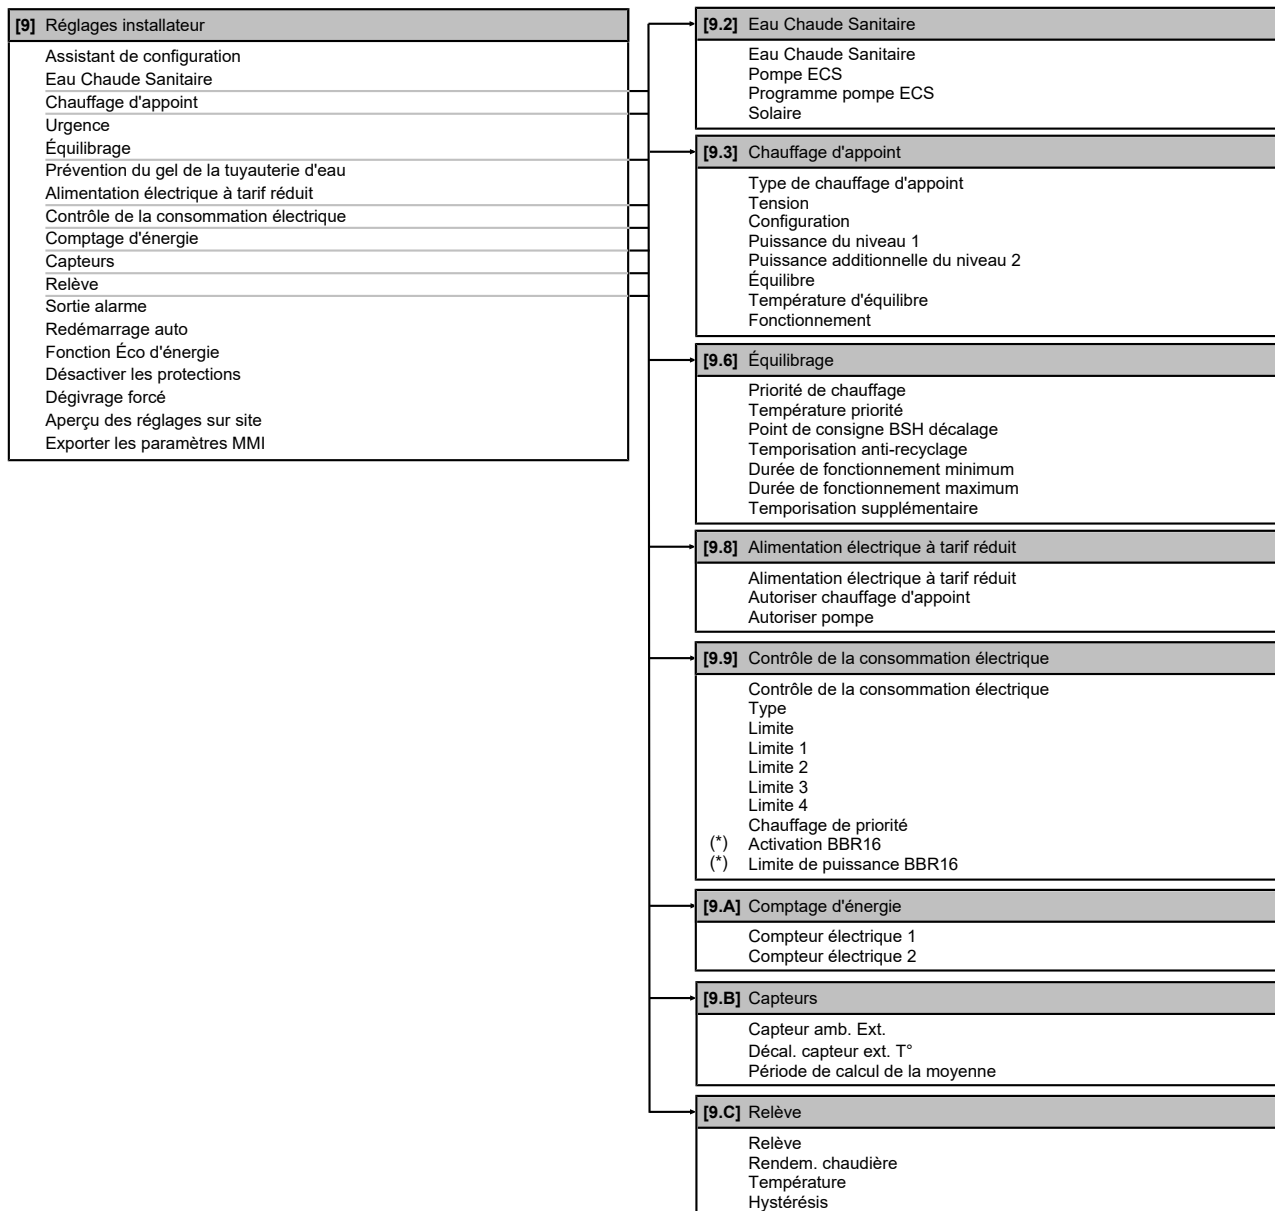 [9] Réglages installateur
Assistant de configuration
Eau Chaude Sanitaire
Chauffage d'appoint
Urgence
Équilibrage
Prévention du gel de la tuyauterie d'eau
Alimentation électrique à tarif réduit
Contrôle de la consommation électrique
Comptage d'énergie
Capteurs
Relève
Sortie alarme
Redémarrage auto
Fonction Éco d'énergie
Désactiver les protections
Dégivrage forcé
Aperçu des réglages sur site
Exporter les paramètres MMI
[9.2] Eau Chaude Sanitaire
Eau Chaude Sanitaire
Pompe ECS
Programme pompe ECS
Solaire
[9.3] Chauffage d'appoint
Type de chauffage d'appoint
Tension
Configuration
Puissance du niveau 1
Puissance additionnelle du niveau 2
Équilibre
Température d'équilibre
Fonctionnement
[9.6] Équilibrage
Priorité de chauffage
Température priorité
Point de consigne BSH décalage
Temporisation anti-recyclage
Durée de fonctionnement minimum
Durée de fonctionnement maximum
Temporisation supplémentaire
[9.8] Alimentation électrique à tarif réduit
Alimentation électrique à tarif réduit
Autoriser chauffage d'appoint
Autoriser pompe
[9.9] Contrôle de la consommation électrique
Contrôle de la consommation électrique
Type
Limite
Limite 1
Limite 2
Limite 3
Limite 4
Chauffage de priorité
(*) Activation BBR16
(*) Limite de puissance BBR16
[9.A] Comptage d'énergie
Compteur électrique 1
Compteur électrique 2
[9.B] Capteurs
Capteur amb. Ext.
Décal. capteur ext. T°
Période de calcul de la moyenne
[9.C] Relève
Relève
Rendem. chaudière
Température
Hystérésis